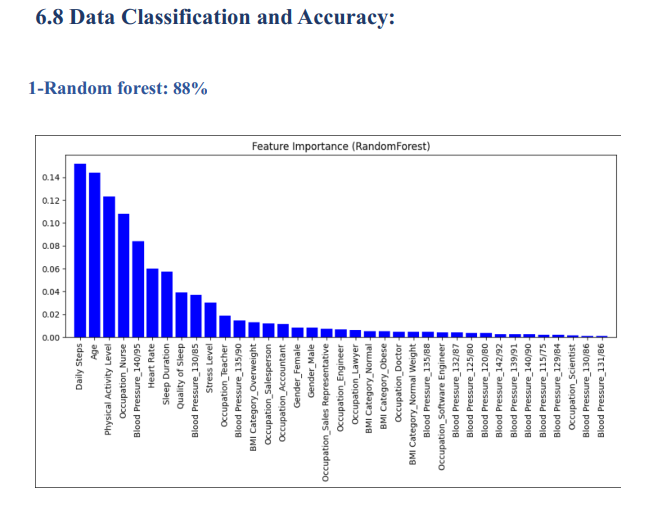 6.8 Data Classification and Accuracy:
1-Random forest: 88%
Feature Importance (RandomForest)
0.14
0.12
0.10
0.08
0.06
0.04
0.02
0.00
Daily Steps
Age
Physical Activity Level
Occupation_Nurse
Blood Pressure_140/95
Heart Rate
Sleep Duration
Quality of Sleep
Blood Pressure_130/85
Stress Level
Occupation_Teacher
Blood Pressure_135/90
BMI Category_Overweight
Occupation_Salesperson
Occupation_Accountant
Gender_Female
Gender_Male
Occupation_Sales Representative
Occupation_Engineer
Occupation_Lawyer
BMI Category_Normal
BMI Category_Obese
Occupation_Doctor
BMI Category_Normal Weight
Blood Pressure_135/88
Occupation_Software Engineer
Blood Pressure_132/87
Blood Pressure_125/80
Blood Pressure_120/80
Blood Pressure_142/92
Blood Pressure_139/91
Blood Pressure_140/90
Blood Pressure_115/75
Blood Pressure_129/84
Occupation_Scientist
Blood Pressure_130/86
Blood Pressure_131/86